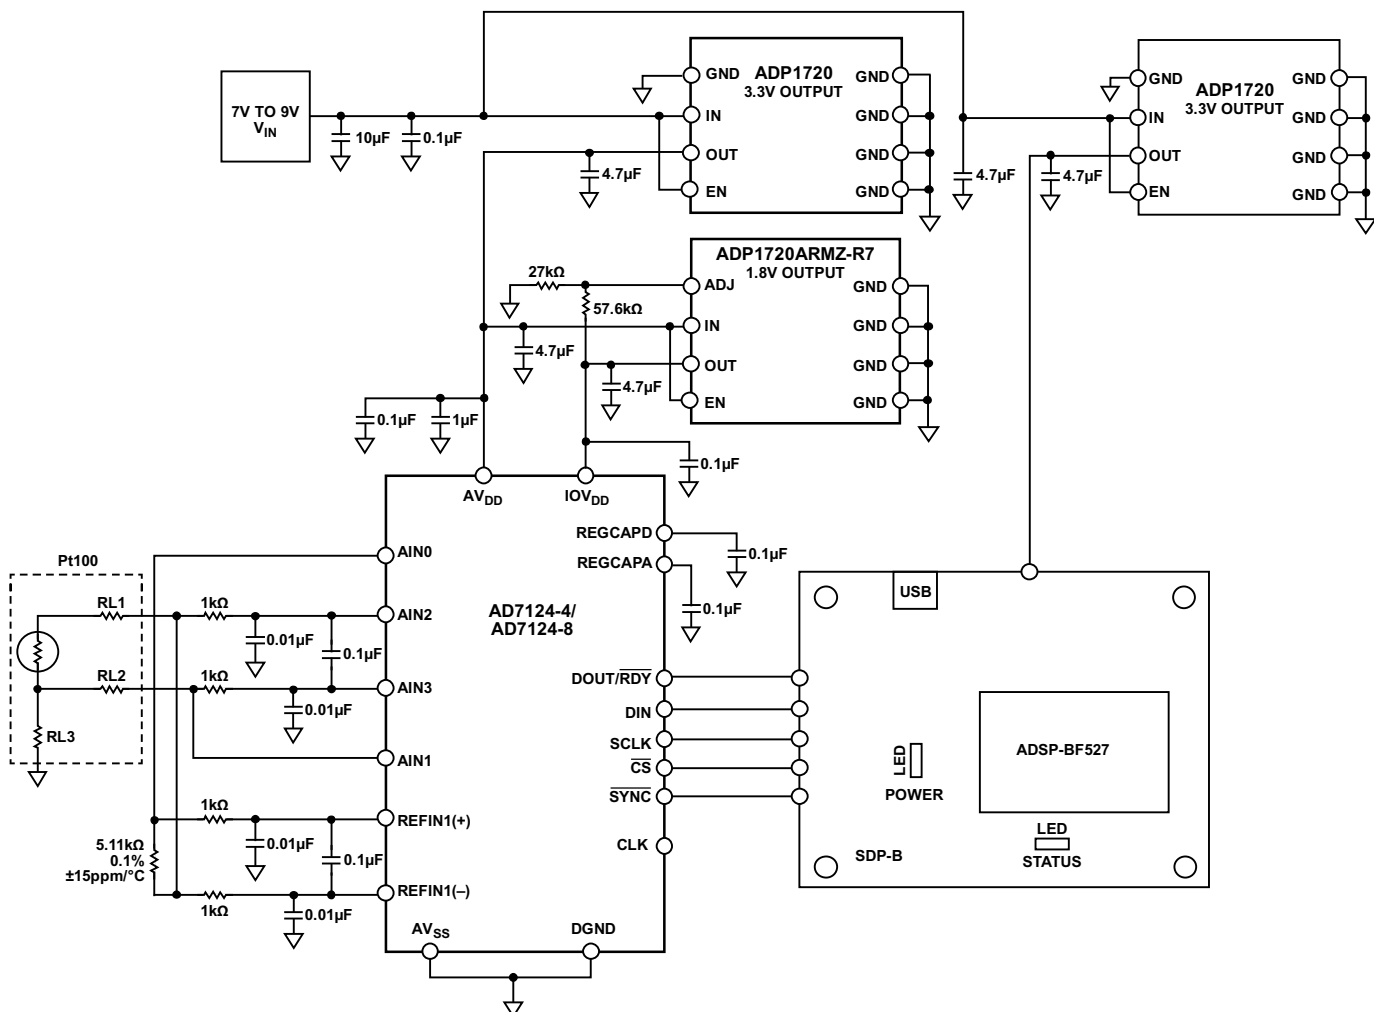 7V TO 9V
V_IN
10µF
0.1µF
4.7µF
GND
IN
OUT
EN
ADP1720
3.3V OUTPUT
GND
GND
GND
GND
4.7µF
4.7µF
GND
IN
OUT
EN
ADP1720
3.3V OUTPUT
GND
GND
GND
GND
27kΩ
57.6kΩ
4.7µF
4.7µF
ADP1720ARMZ-R7
1.8V OUTPUT
ADJ
IN
OUT
EN
GND
GND
GND
GND
0.1µF
1µF
0.1µF
AV_DD
IOV_DD
REGCAPD
0.1µF
REGCAPA
0.1µF
AD7124-4/
AD7124-8
Pt100
RL1
RL2
RL3
1kΩ
0.01µF
0.1µF
1kΩ
0.01µF
AIN0
AIN2
AIN3
AIN1
1kΩ
0.01µF
0.1µF
5.11kΩ
0.1%
±15ppm/°C
1kΩ
0.01µF
REFIN1(+)
REFIN1(–)
AV_SS
DGND
DOUT/RDY
DIN
SCLK
CS
SYNC
CLK
USB
ADSP-BF527
LED
POWER
LED
STATUS
SDP-B